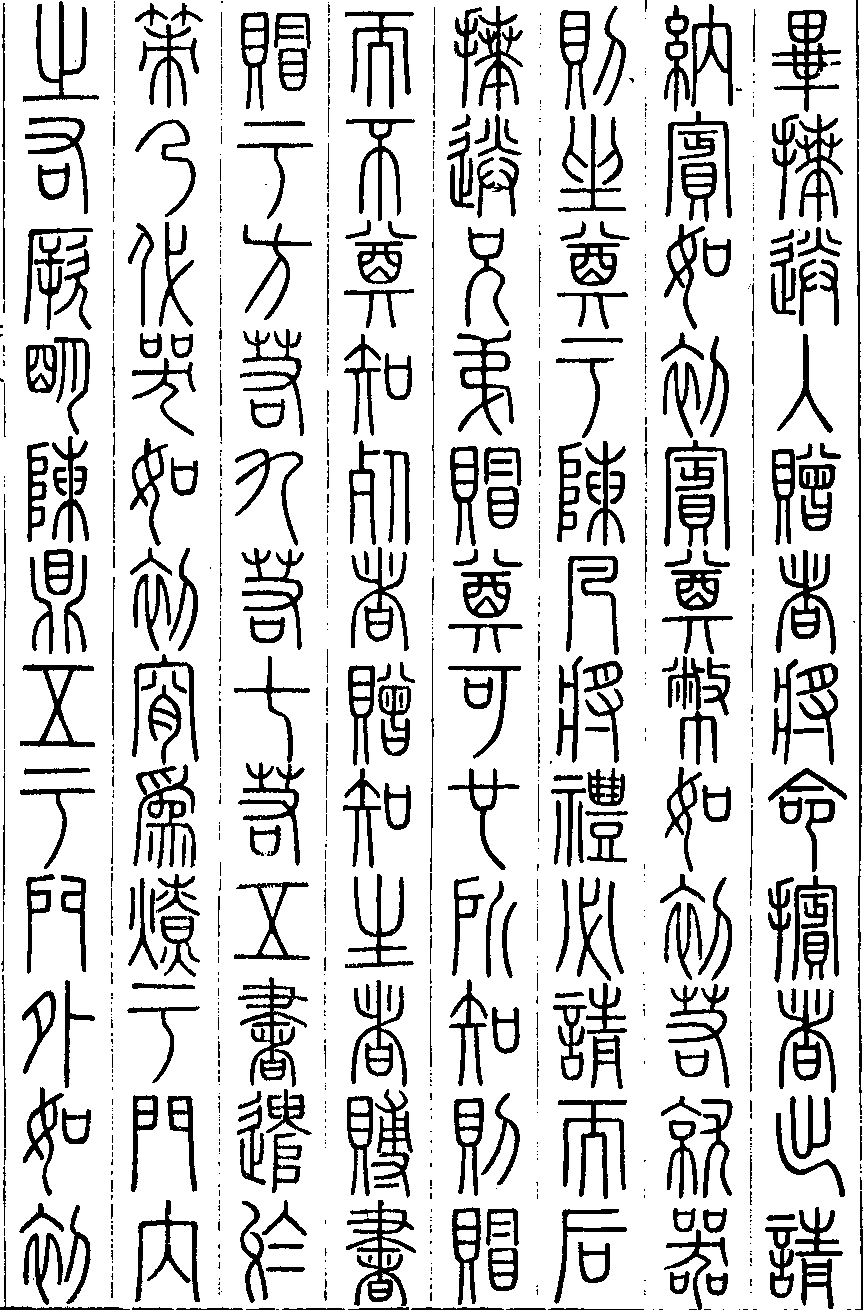 畢拜送入贈者將命擯者出請
納賓如初賓奠幣如初若就器
則坐奠于陳凡將禮必請而后
拜送兄弟賵奠可也所知則賵
而不奠知死者贈知生者賻書
賵于方若九若七若五書遣於
策乃代哭如初宵為燎于門內
之右厥明陳鼎五于門外如初